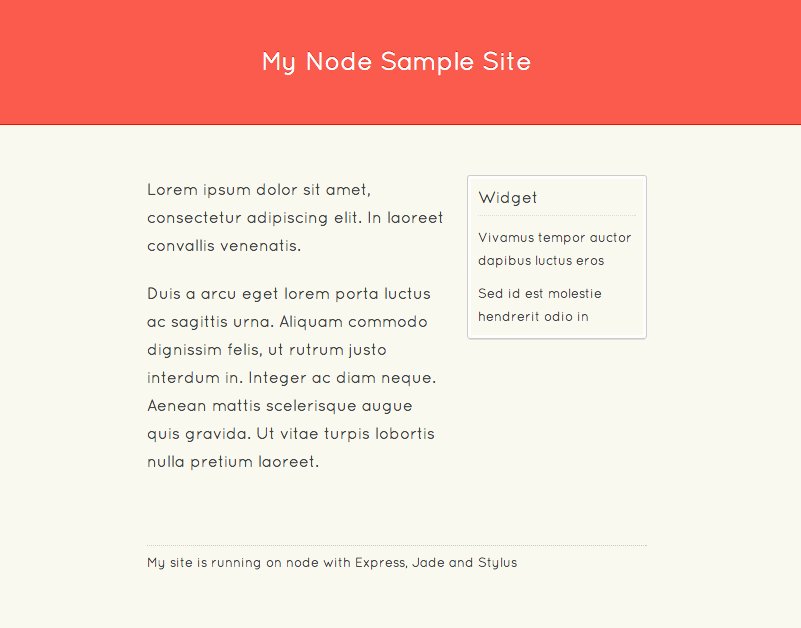 My Node Sample Site
Lorem ipsum dolor sit amet,
consectetur adipiscing elit. In laoreet
convallis venenatis.
Duis a arcu eget lorem porta luctus
ac sagittis urna. Aliquam commodo
dignissim felis, ut rutrum justo
interdum in. Integer ac diam neque.
Aenean mattis scelerisque augue
quis gravida. Ut vitae turpis lobortis
nulla pretium laoreet.
Widget
Vivamus tempor auctor
dapibus luctus eros
Sed id est molestie
hendrerit odio in
My site is running on node with Express, Jade and Stylus